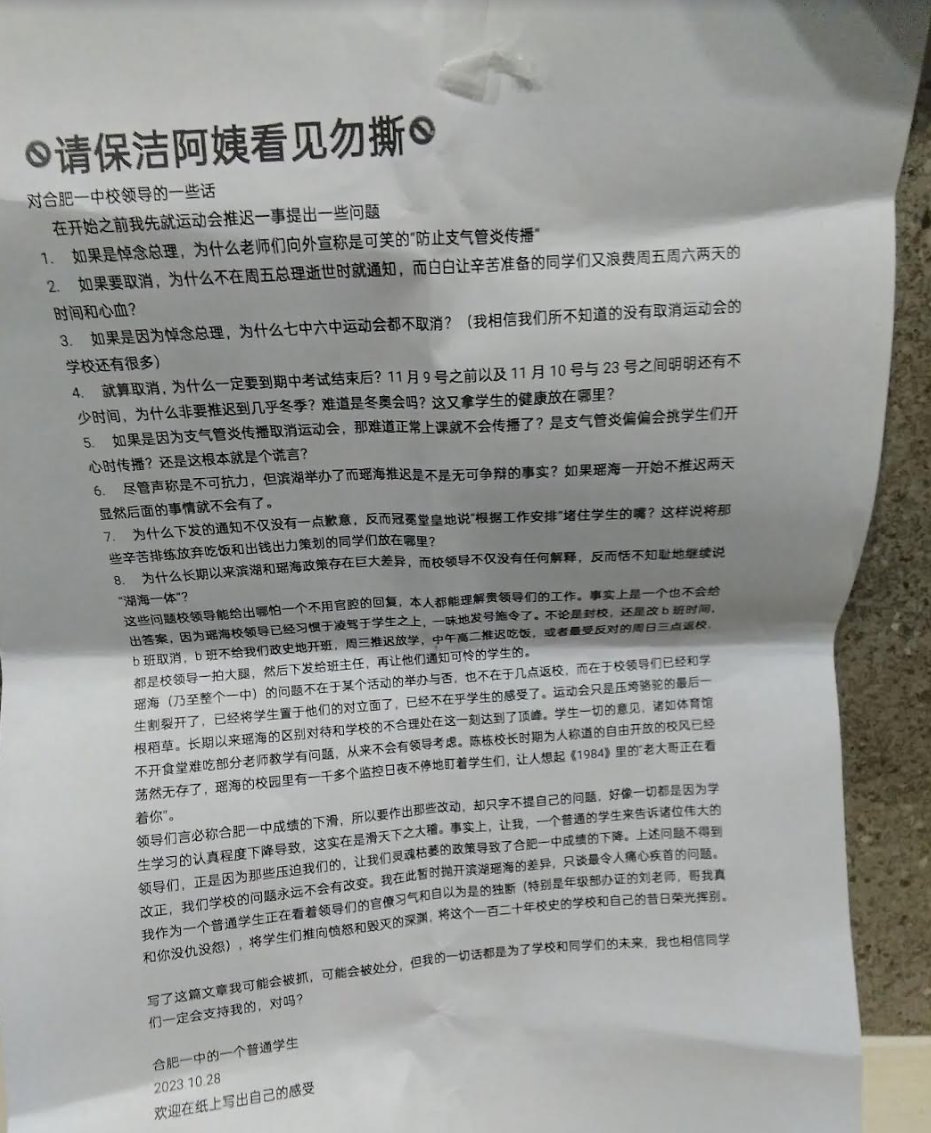 🚫请保洁阿姨看见勿撕🚫
对合肥一中校领导的一些话
在开始之前我先就运动会推迟一事提出一些问题
1. 如果是悼念总理，为什么老师们向外宣称是可笑的"防止支气管炎传播"
2. 如果要取消，为什么不在周五总理逝世时就通知，而白白让辛苦准备的同学们又浪费周五周六两天的
时间和心血？
3. 如果是因为悼念总理，为什么七中六中运动会都不取消？（我相信我们所不知道的没有取消运动会的
学校还有很多）
4. 就算取消，为什么一定要到期中考试结束后？11月9号之前以及11月10号与23号之间明明还有不
少时间，为什么非要推迟到几乎冬季？难道是冬奥会吗？这又拿学生的健康放在哪里？
5. 如果是因为支气管炎传播取消运动会，那难道正常上课就不会传播了？是支气管炎偏偏会挑学生们开
心时传播？还是这根本就是个谎言？
6. 尽管声称是不可抗力，但滨湖举办了而瑶海推迟是不是无可争辩的事实？如果瑶海一开始不推迟两天
显然后面的事情就不会有了。
7. 为什么下发的通知不仅没有一点歉意，反而冠冕堂皇地说"根据工作安排"堵住学生的嘴？这样说将那
些辛苦排练放弃吃饭和出钱出力策划的同学们放在哪里？
8. 为什么长期以来滨湖和瑶海政策存在巨大差异，而校领导不仅没有任何解释，反而恬不知耻地继续说
"湖海一体"？
这些问题校领导能给出哪怕一个不用官腔的回复，本人都能理解贵领导们的工作。事实上是一个也不会给
出答案，因为瑶海校领导已经习惯于凌驾于学生之上，一味地发号施令了。不论是封校，还是改b班时间，
b班取消，b班不给我们政史地开班，周三推迟放学，中午高二推迟吃饭，或者最受反对的周日三点返校，
都是校领导一拍大腿，然后下发给班主任，再让他们通知可怜的学生的。
瑶海（乃至整个一中）的问题不在于某个活动的举办与否，也不在于几点返校，而在于校领导们已经和学
生割裂开了，已经将学生置于他们的对立面了，已经不在乎学生的感受了。运动会只是压垮骆驼的最后一
根稻草。长期以来瑶海的区别对待和学校的不合理处在这一刻达到了顶峰。学生一切的意见，诸如体育馆
不开食堂难吃部分老师教学有问题，从来不会有领导考虑。陈栋校长时期为人称道的自由开放的校风已经
荡然无存了，瑶海的校园里有一千多个监控日夜不停地盯着学生们，让人想起《1984》里的"老大哥正在看
着你"。
领导们言必称合肥一中成绩的下滑，所以要作出那些改动，却只字不提自己的问题，好像一切都是因为学
生学习的认真程度下降导致，这实在是滑天下之大稽。事实上，让我，一个普通的学生来告诉诸位伟大的
领导们，正是因为那些压迫我们的，让我们灵魂枯萎的政策导致了合肥一中成绩的下降。上述问题不得到
改正，我们学校的问题永远不会有改变。我在此暂时抛开滨湖瑶海的差异，只谈最令人痛心疾首的问题。
我作为一个普通学生正在看着领导们的官僚习气和自以为是的独断（特别是年级部办证的刘老师，哥我真
和你没仇没怨），将学生们推向愤怒和毁灭的深渊，将这个一百二十年校史的学校和自己的昔日荣光挥别。
写了这篇文章我可能会被抓，可能会被处分，但我的一切话都是为了学校和同学们的未来，我也相信同学
们一定会支持我的，对吗？
合肥一中的一个普通学生
2023.10.28
欢迎在纸上写出自己的感受